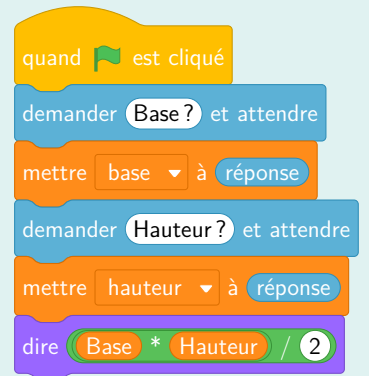 quand est cliqué
demander Base ? et attendre
mettre base à réponse
demander Hauteur ? et attendre
mettre hauteur à réponse
dire Base * Hauteur / 2